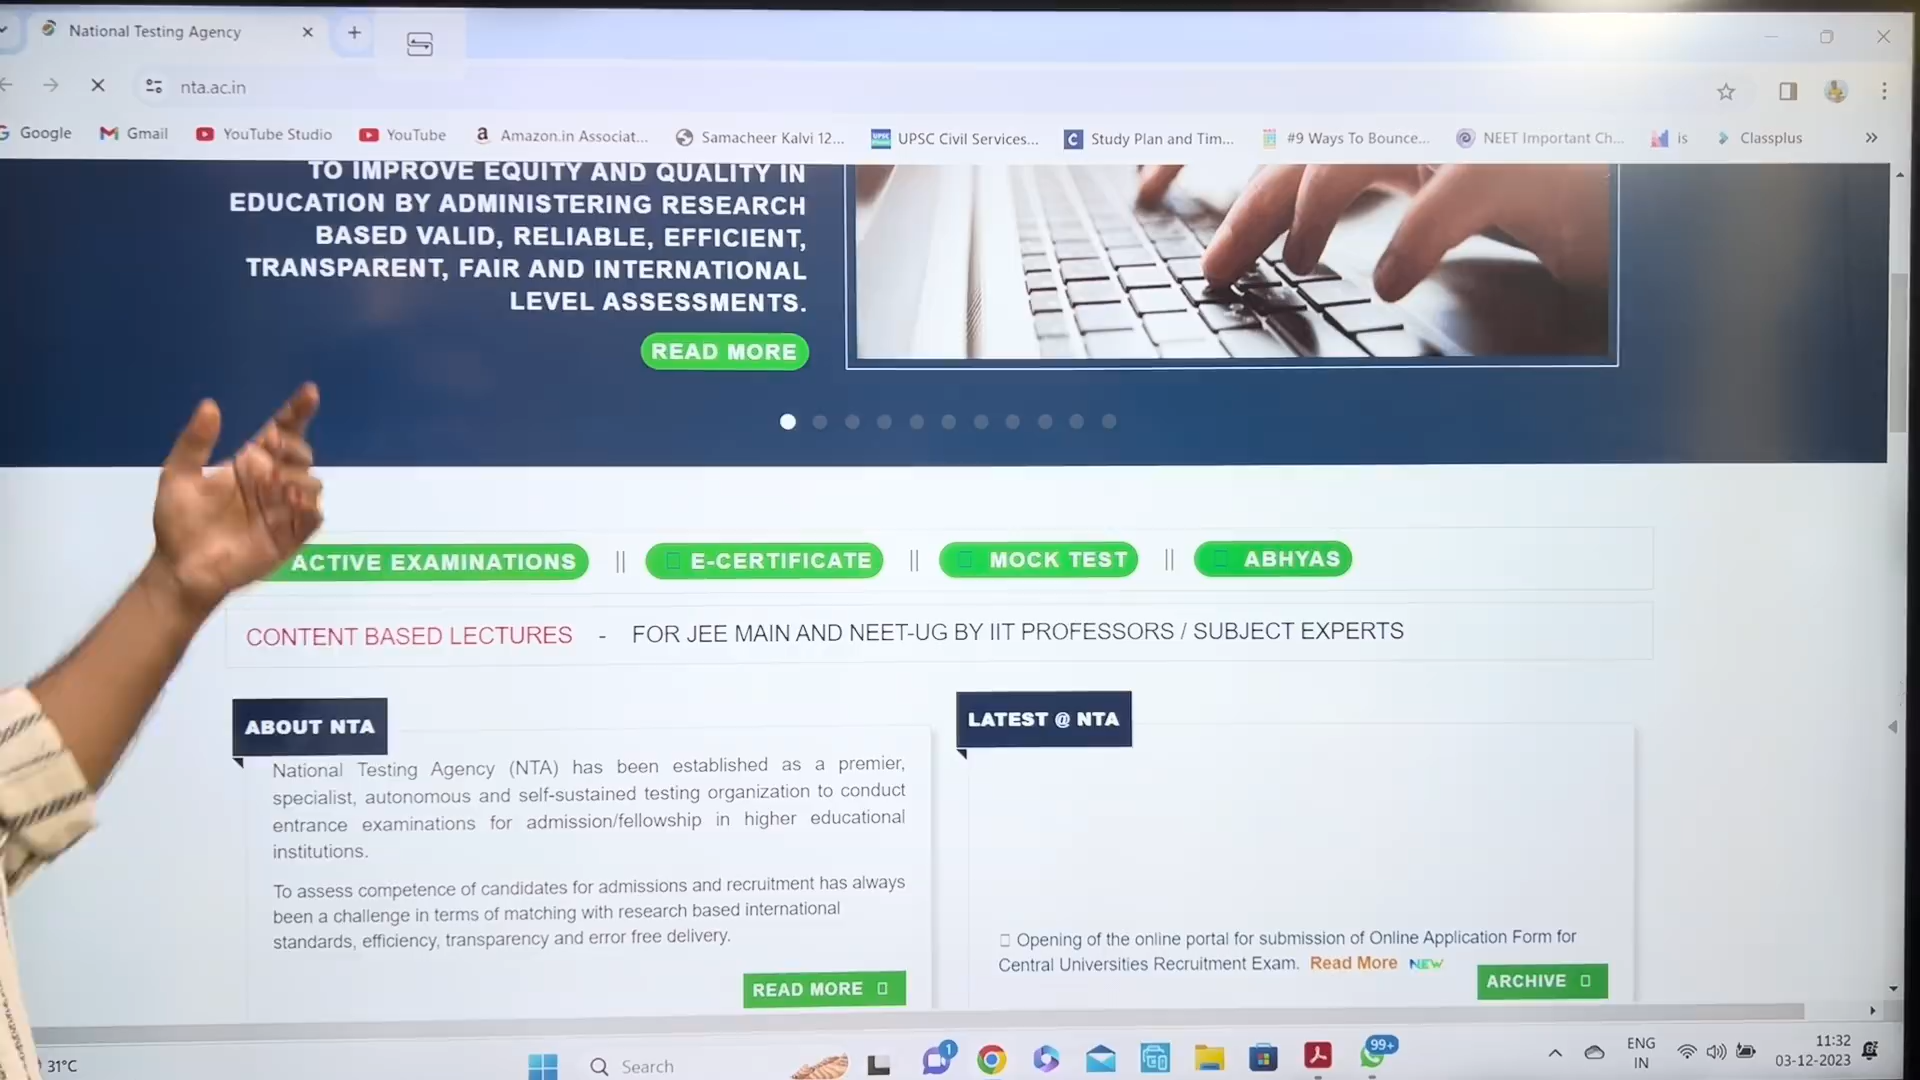 National Testing Agency
nta.ac.in
Google
Gmail
YouTube Studio
YouTube
Amazon.in Associat...
Samacheer Kalvi 12...
UPSC Civil Services...
Study Plan and Tim...
#9 Ways To Bounce...
NEET Important Ch...
is
Classplus
TO IMPROVE EQUITY AND QUALITY IN
EDUCATION BY ADMINISTERING RESEARCH
BASED VALID, RELIABLE, EFFICIENT,
TRANSPARENT, FAIR AND INTERNATIONAL
LEVEL ASSESSMENTS.
READ MORE
ACTIVE EXAMINATIONS || E-CERTIFICATE || MOCK TEST || ABHYAS
CONTENT BASED LECTURES - FOR JEE MAIN AND NEET-UG BY IIT PROFESSORS / SUBJECT EXPERTS
ABOUT NTA
National Testing Agency (NTA) has been established as a premier,
specialist, autonomous and self-sustained testing organization to conduct
entrance examinations for admission/fellowship in higher educational
institutions.
To assess competence of candidates for admissions and recruitment has always
been a challenge in terms of matching with research based international
standards, efficiency, transparency and error free delivery.
READ MORE
LATEST @ NTA
Opening of the online portal for submission of Online Application Form for
Central Universities Recruitment Exam. Read More NEW
ARCHIVE
31°C
Search
1
99+
ENG
IN
11:32
03-12-2023